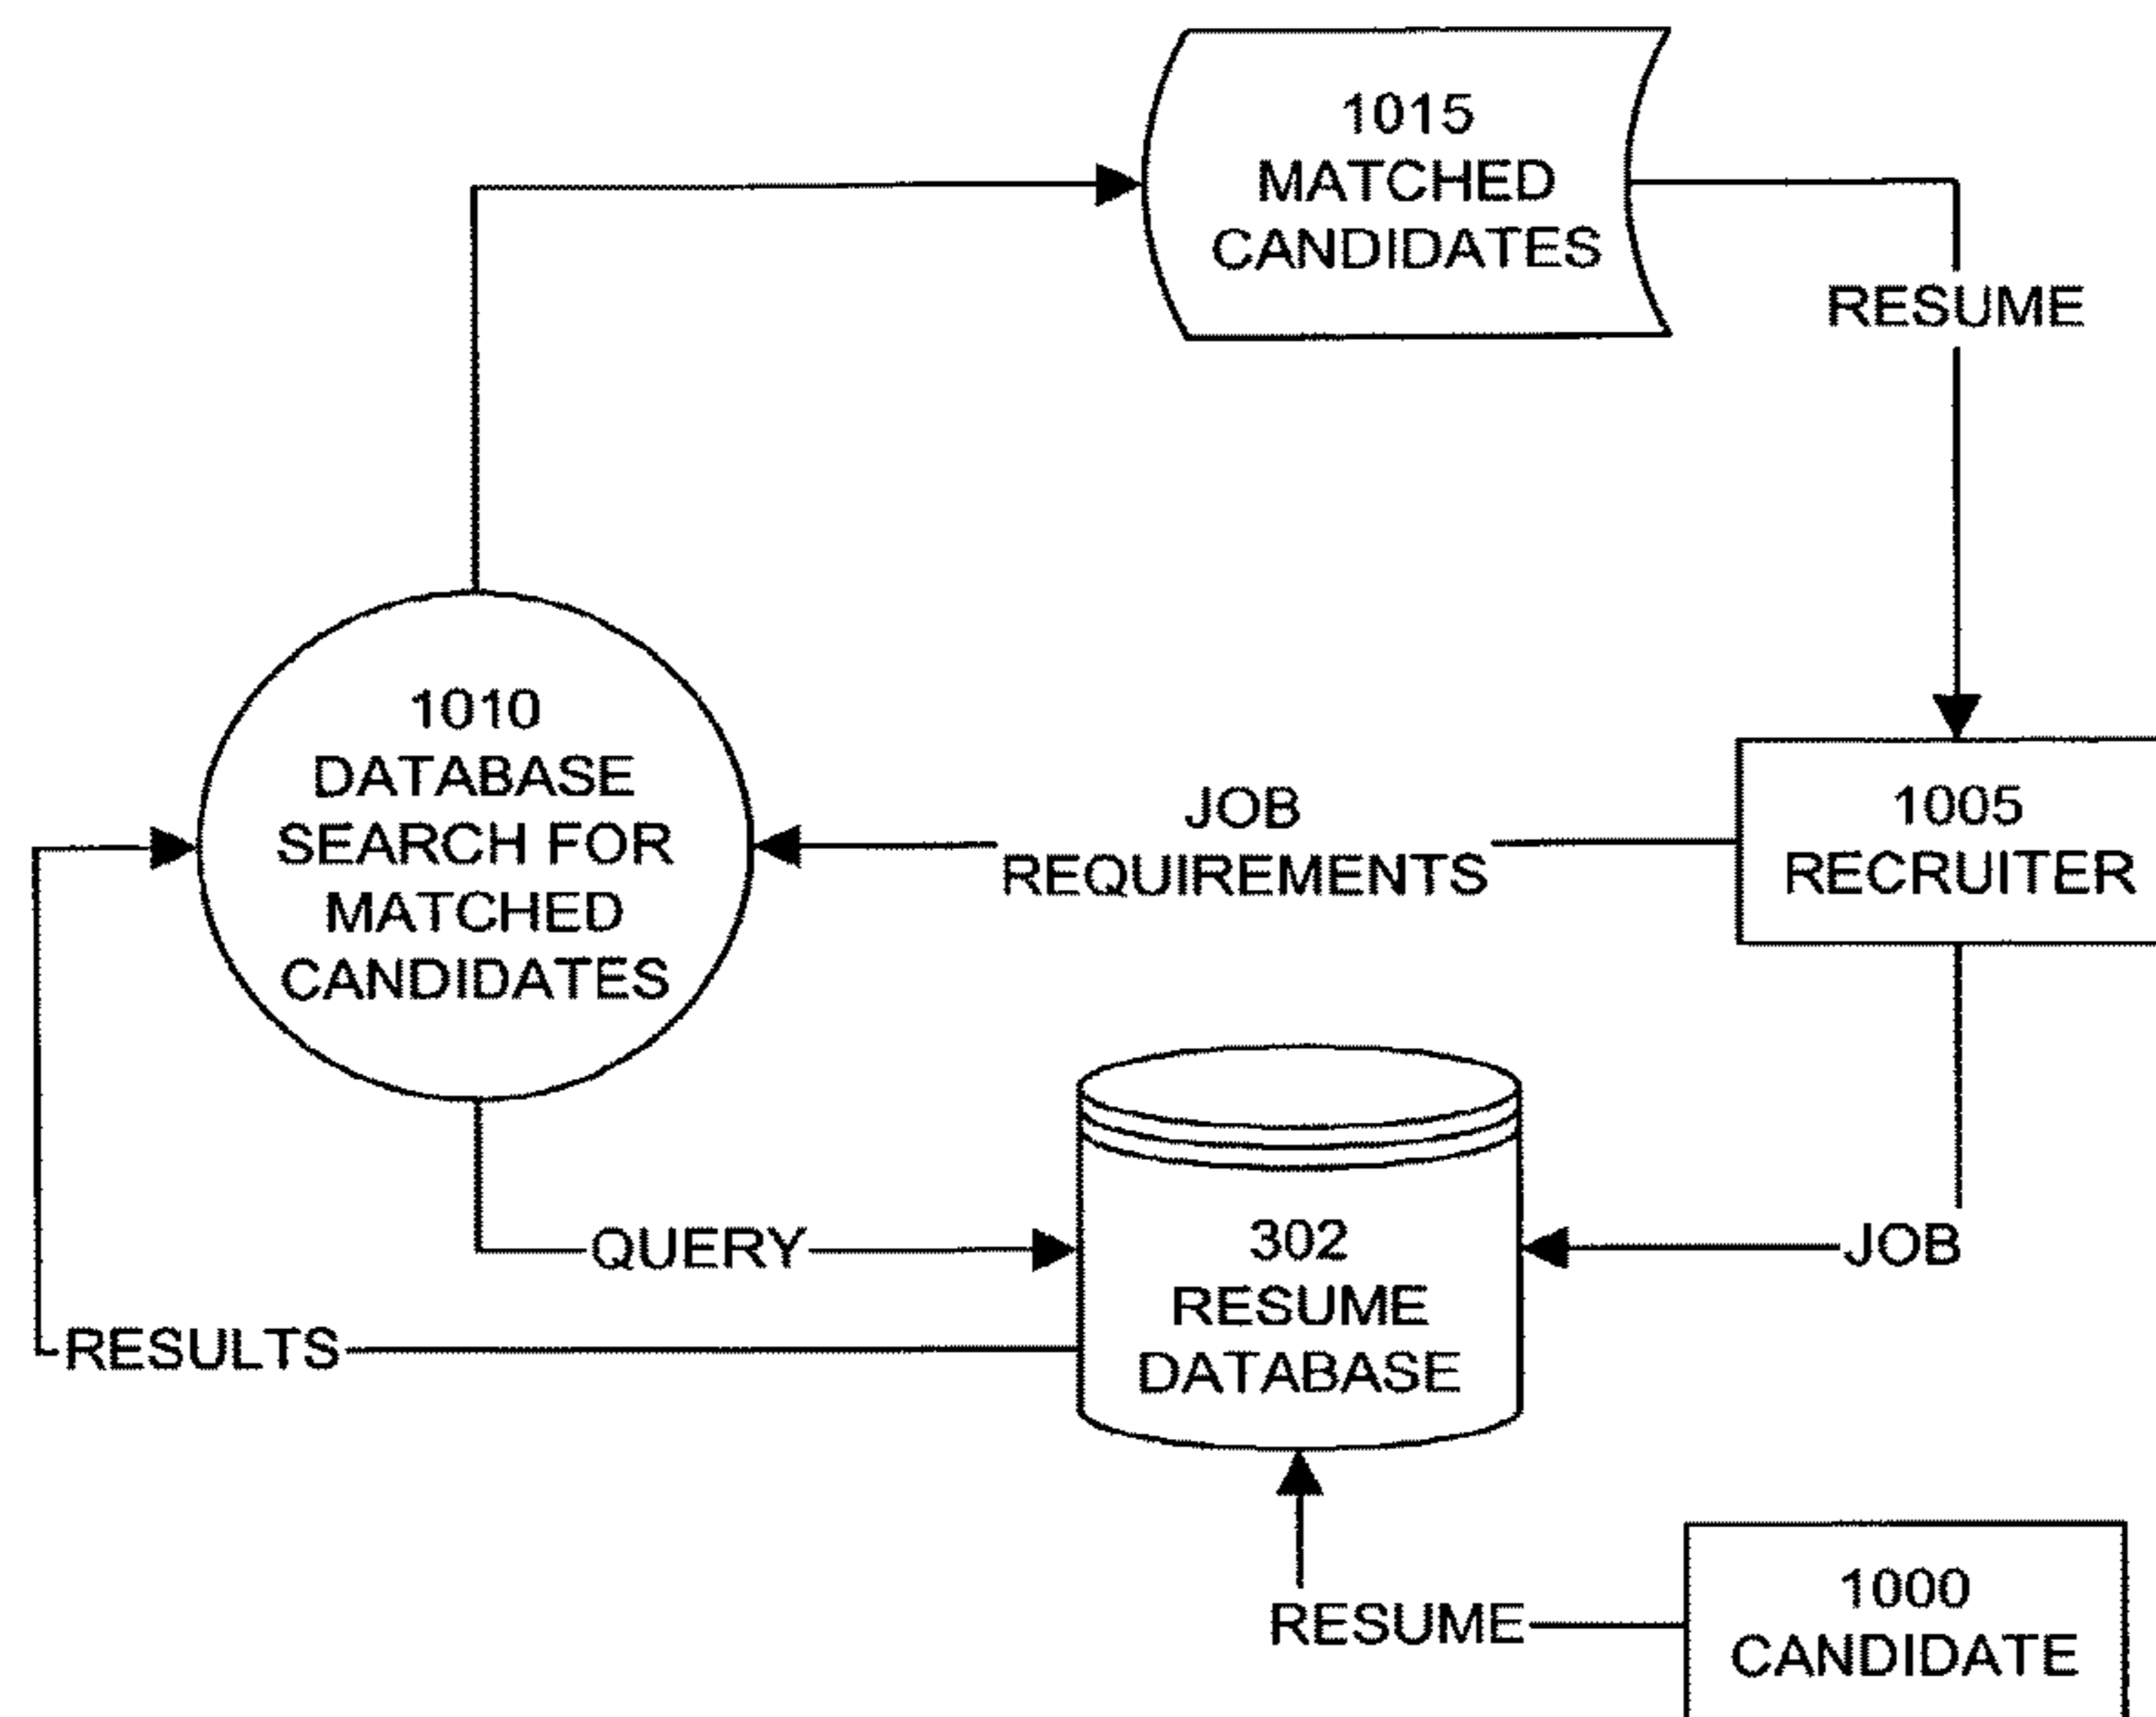 1015
MATCHED
CANDIDATES
RESUME
1010
DATABASE
SEARCH FOR
MATCHED
CANDIDATES
JOB
REQUIREMENTS
1005
RECRUITER
QUERY
302
RESUME
DATABASE
JOB
RESULTS
RESUME
1000
CANDIDATE